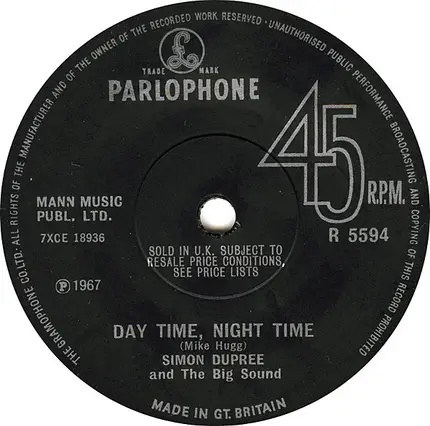 THE GRAMOPHONE CO. LTD. · ALL RIGHTS OF THE MANUFACTURER AND OF THE OWNER OF THE RECORDED WORK RESERVED · UNAUTHORISED PUBLIC PERFORMANCE BROADCASTING AND COPYING OF THIS RECORD PROHIBITED
£
TRADE MARK
PARLOPHONE
45
R.P.M.
MANN MUSIC
PUBL. LTD.
7XCE 18936
R 5594
SOLD IN U.K. SUBJECT TO
RESALE PRICE CONDITIONS,
SEE PRICE LISTS
℗ 1967
DAY TIME, NIGHT TIME
(Mike Hugg)
SIMON DUPREE
and The Big Sound
MADE IN GT. BRITAIN